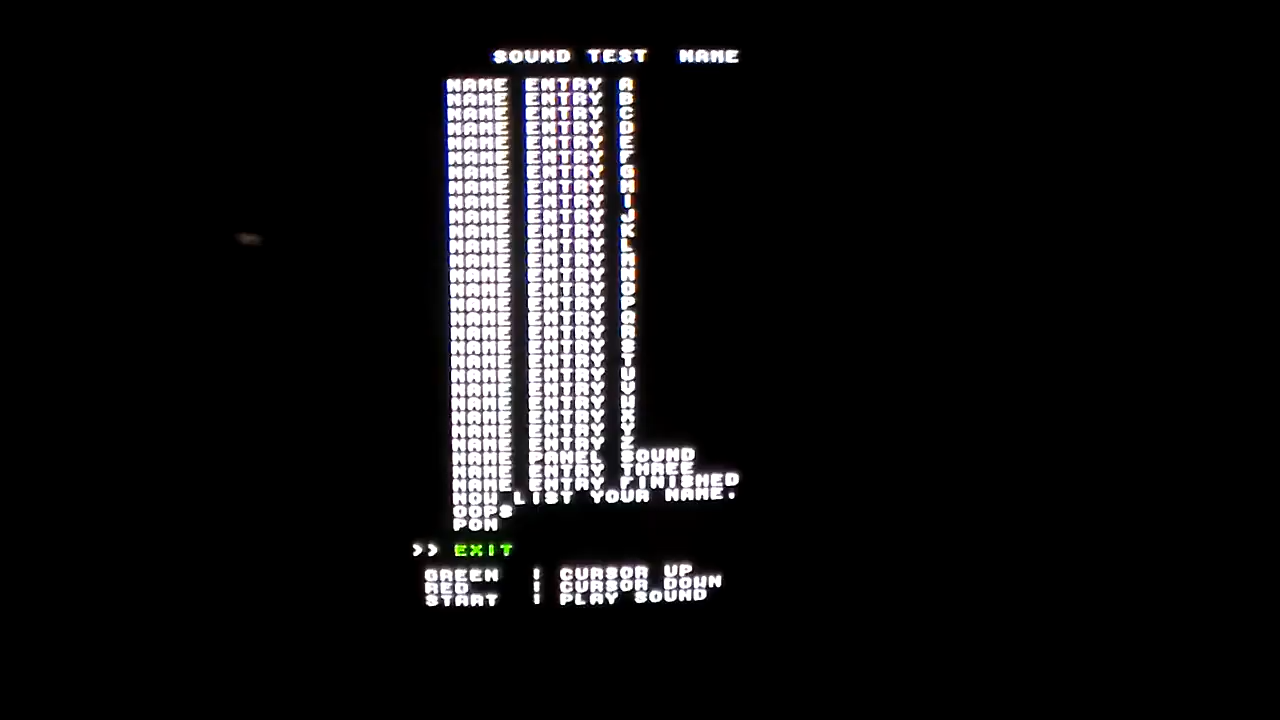 SOUND TEST NAME
NAME ENTRY A
NAME ENTRY B
NAME ENTRY C
NAME ENTRY D
NAME ENTRY E
NAME ENTRY F
NAME ENTRY G
NAME ENTRY H
NAME ENTRY I
NAME ENTRY J
NAME ENTRY K
NAME ENTRY L
NAME ENTRY M
NAME ENTRY N
NAME ENTRY O
NAME ENTRY P
NAME ENTRY Q
NAME ENTRY R
NAME ENTRY S
NAME ENTRY T
NAME ENTRY U
NAME ENTRY V
NAME ENTRY W
NAME ENTRY X
NAME ENTRY Y
NAME ENTRY Z
NAME PANEL SOUND
NAME ENTRY THREE
NAME ENTRY FINISHED
NOW LIST YOUR NAME.
OOPS
PON
>> EXIT
GREEN ! CURSOR UP
RED ! CURSOR DOWN
START ! PLAY SOUND